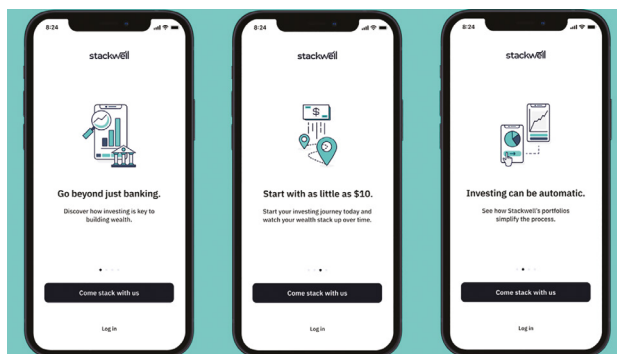 8:24
stackwell
$
Go beyond just banking.
Discover how investing is key to
building wealth.
Come stack with us
Log in
8:24
stackwell
$
Start with as little as $10.
Start your investing journey today and
watch your wealth stack up over time.
Come stack with us
Log in
8:24
stackwell
Investing can be automatic.
See how Stackwell's portfolios
simplify the process.
Come stack with us
Log in